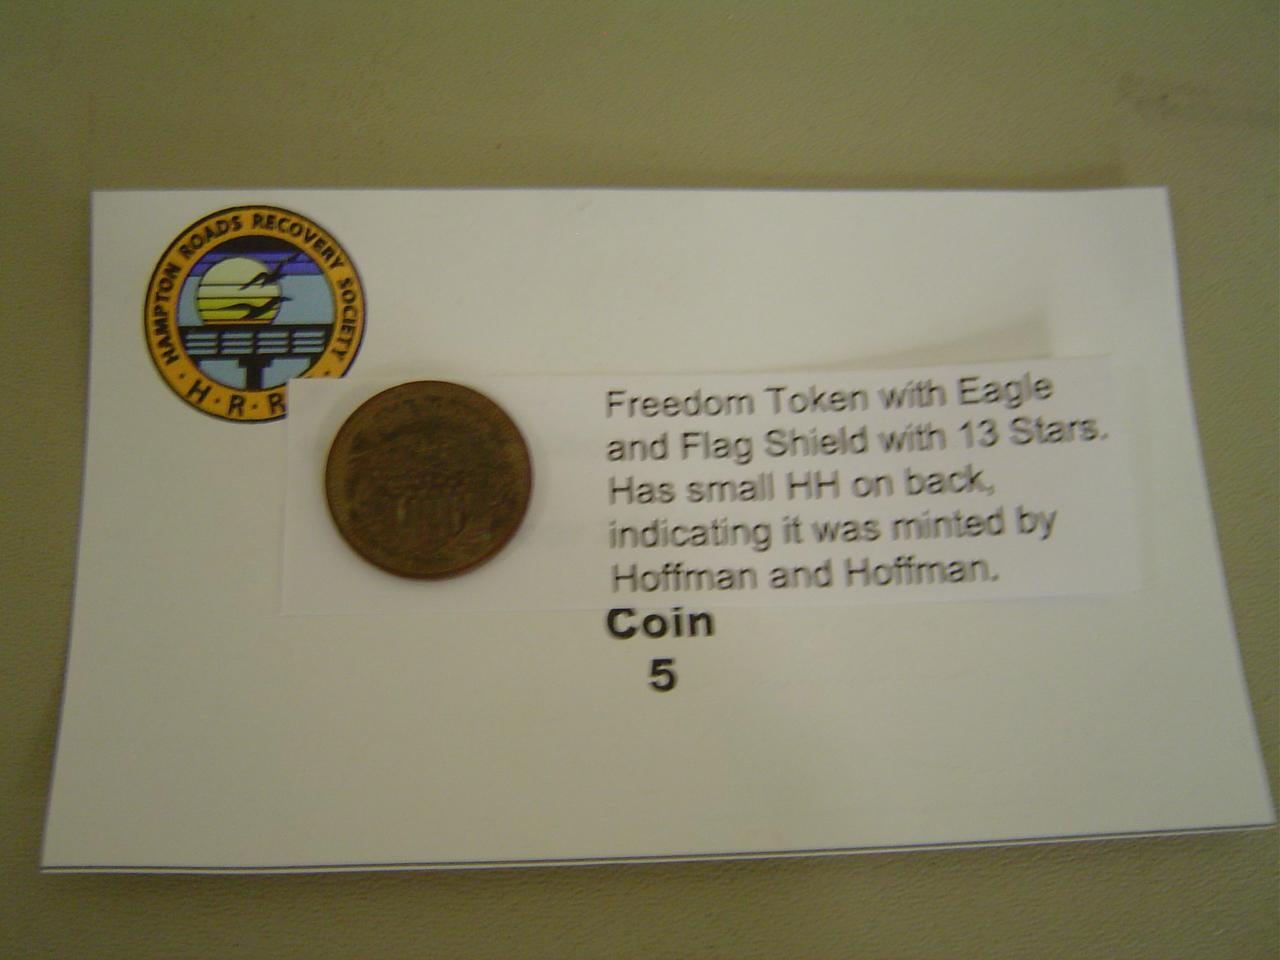 HAMPTON ROADS RECOVERY SOCIETY
· H · R · R
Freedom Token with Eagle
and Flag Shield with 13 Stars.
Has small HH on back,
indicating it was minted by
Hoffman and Hoffman.
Coin
5